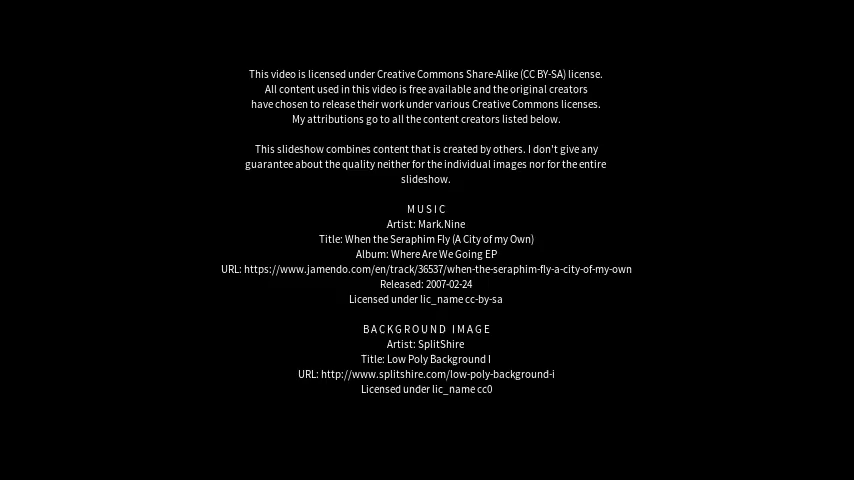 This video is licensed under Creative Commons Share-Alike (CC BY-SA) license.
All content used in this video is free available and the original creators
have chosen to release their work under various Creative Commons licenses.
My attributions go to all the content creators listed below.
This slideshow combines content that is created by others. I don't give any
guarantee about the quality neither for the individual images nor for the entire
slideshow.
MUSIC
Artist: Mark.Nine
Title: When the Seraphim Fly (A City of my Own)
Album: Where Are We Going EP
URL: https://www.jamendo.com/en/track/36537/when-the-seraphim-fly-a-city-of-my-own
Released: 2007-02-24
Licensed under lic_name cc-by-sa
BACKGROUND IMAGE
Artist: SplitShire
Title: Low Poly Background I
URL: http://www.splitshire.com/low-poly-background-i
Licensed under lic_name cc0